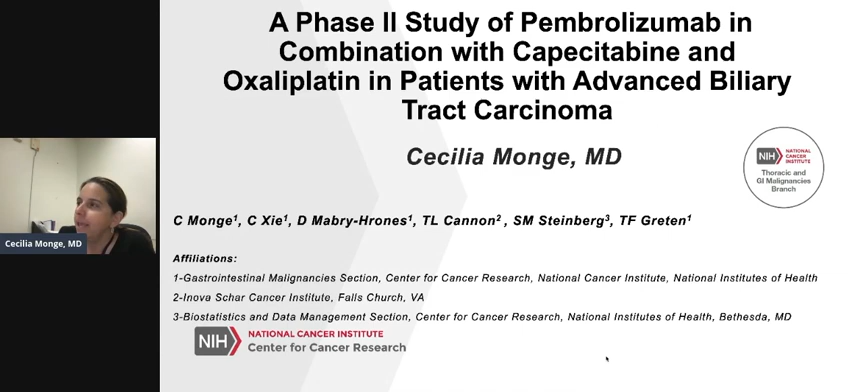 A Phase II Study of Pembrolizumab in
Combination with Capecitabine and
Oxaliplatin in Patients with Advanced Biliary
Tract Carcinoma
Cecilia Monge, MD
NIH NATIONAL
CANCER
INSTITUTE
Thoracic and
GI Malignancies
Branch
C Monge¹, C Xie¹, D Mabry-Hrones¹, TL Cannon², SM Steinberg³, TF Greten¹
Cecilia Monge, MD
Affiliations:
1-Gastrointestinal Malignancies Section, Center for Cancer Research, National Cancer Institute, National Institutes of Health
2-Inova Schar Cancer Institute, Falls Church, VA
3-Biostatistics and Data Management Section, Center for Cancer Research, National Institutes of Health, Bethesda, MD
NIH NATIONAL CANCER INSTITUTE
Center for Cancer Research